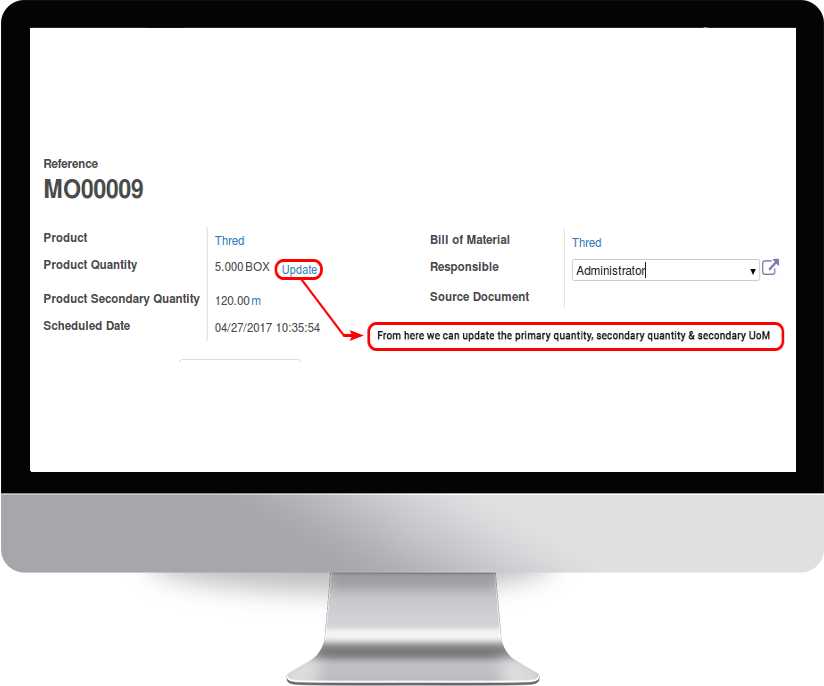 Reference
MO00009
Product
Thred
Product Quantity
5.000 BOX Update
Product Secondary Quantity
120.00 m
Scheduled Date
04/27/2017 10:35:54
Bill of Material
Thred
Responsible
Administrator
Source Document
From here we can update the primary quantity, secondary quantity & secondary UoM